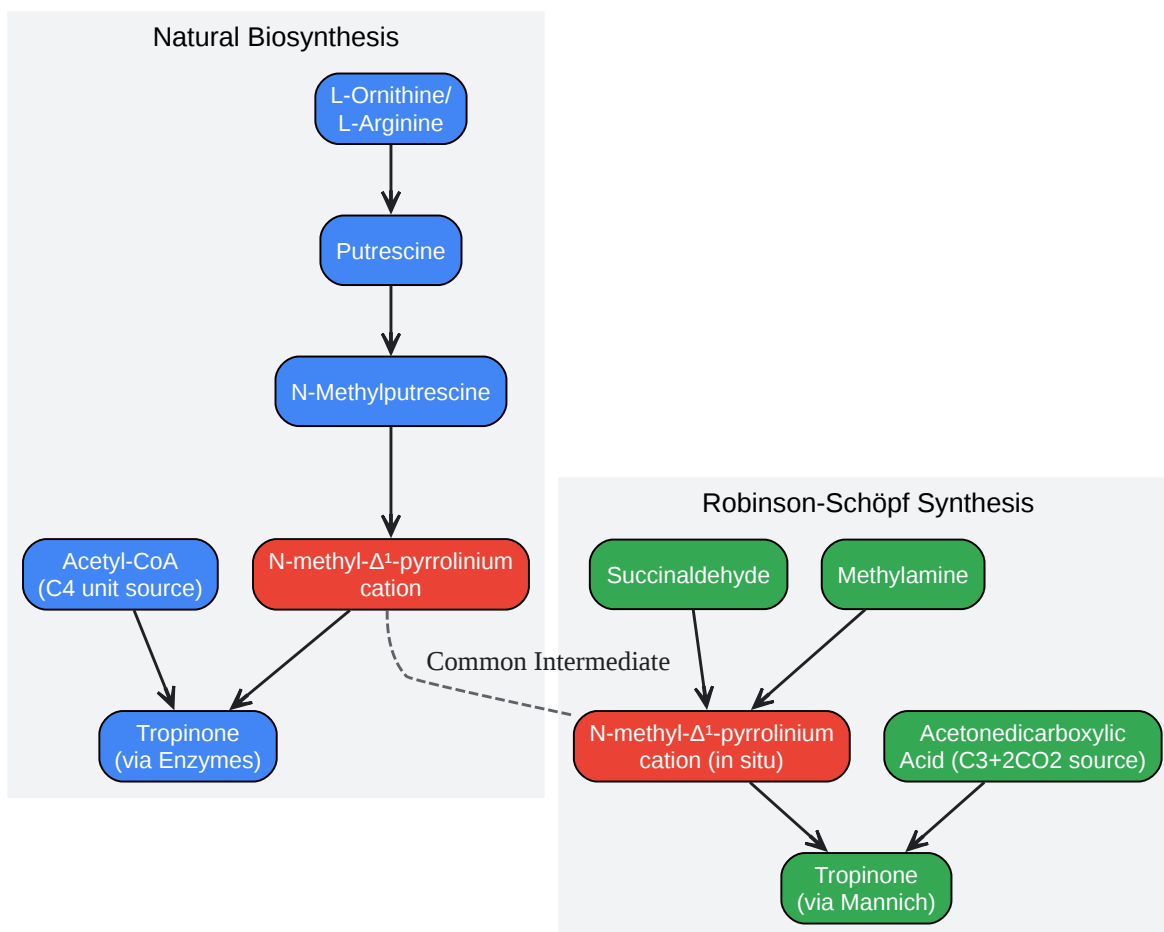 Natural Biosynthesis
L-Ornithine/
L-Arginine
Putrescine
N-Methylputrescine
Acetyl-CoA
(C4 unit source)
N-methyl-Δ¹-pyrrolinium
cation
Tropinone
(via Enzymes)
Common Intermediate
Robinson-Schöpf Synthesis
Succinaldehyde
Methylamine
N-methyl-Δ¹-pyrrolinium
cation (in situ)
Acetonedicarboxylic
Acid (C3+2CO2 source)
Tropinone
(via Mannich)